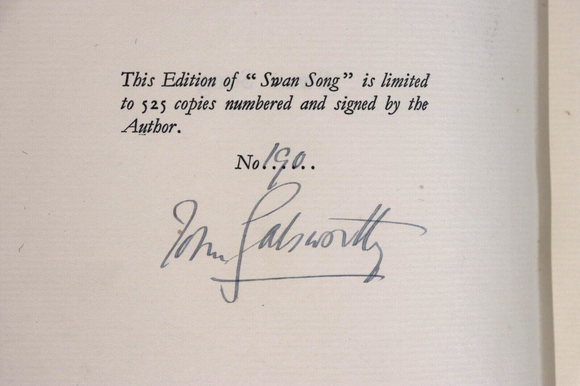 This Edition of “ Swan Song” is limited
to 525 copies numbered and signed by the
Author.
No. 190.....
John Galsworthy